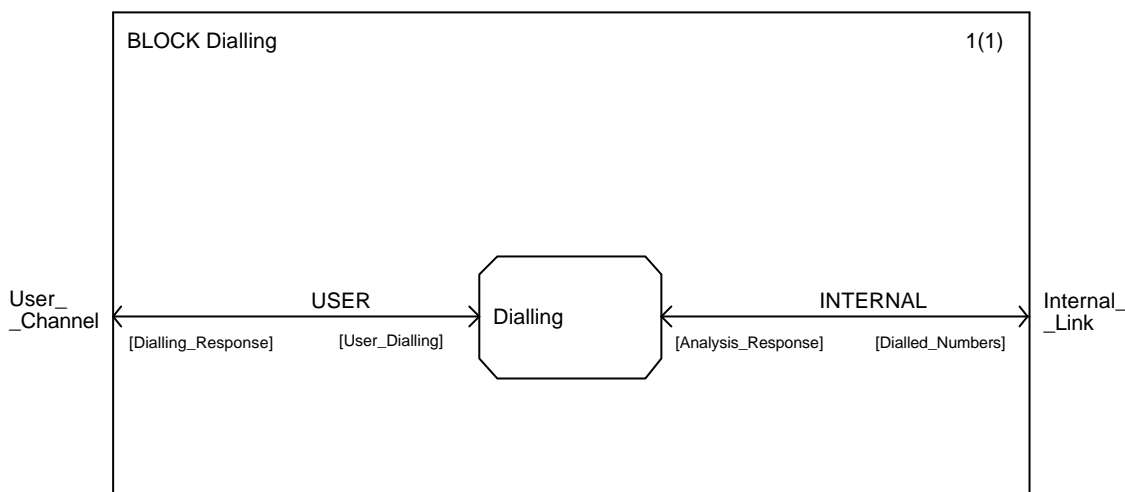 BLOCK Dialling 1(1)
User_
_Channel
USER
[Dialling_Response]
[User_Dialling]
Dialling
INTERNAL
[Analysis_Response]
[Dialled_Numbers]
Internal_
_Link